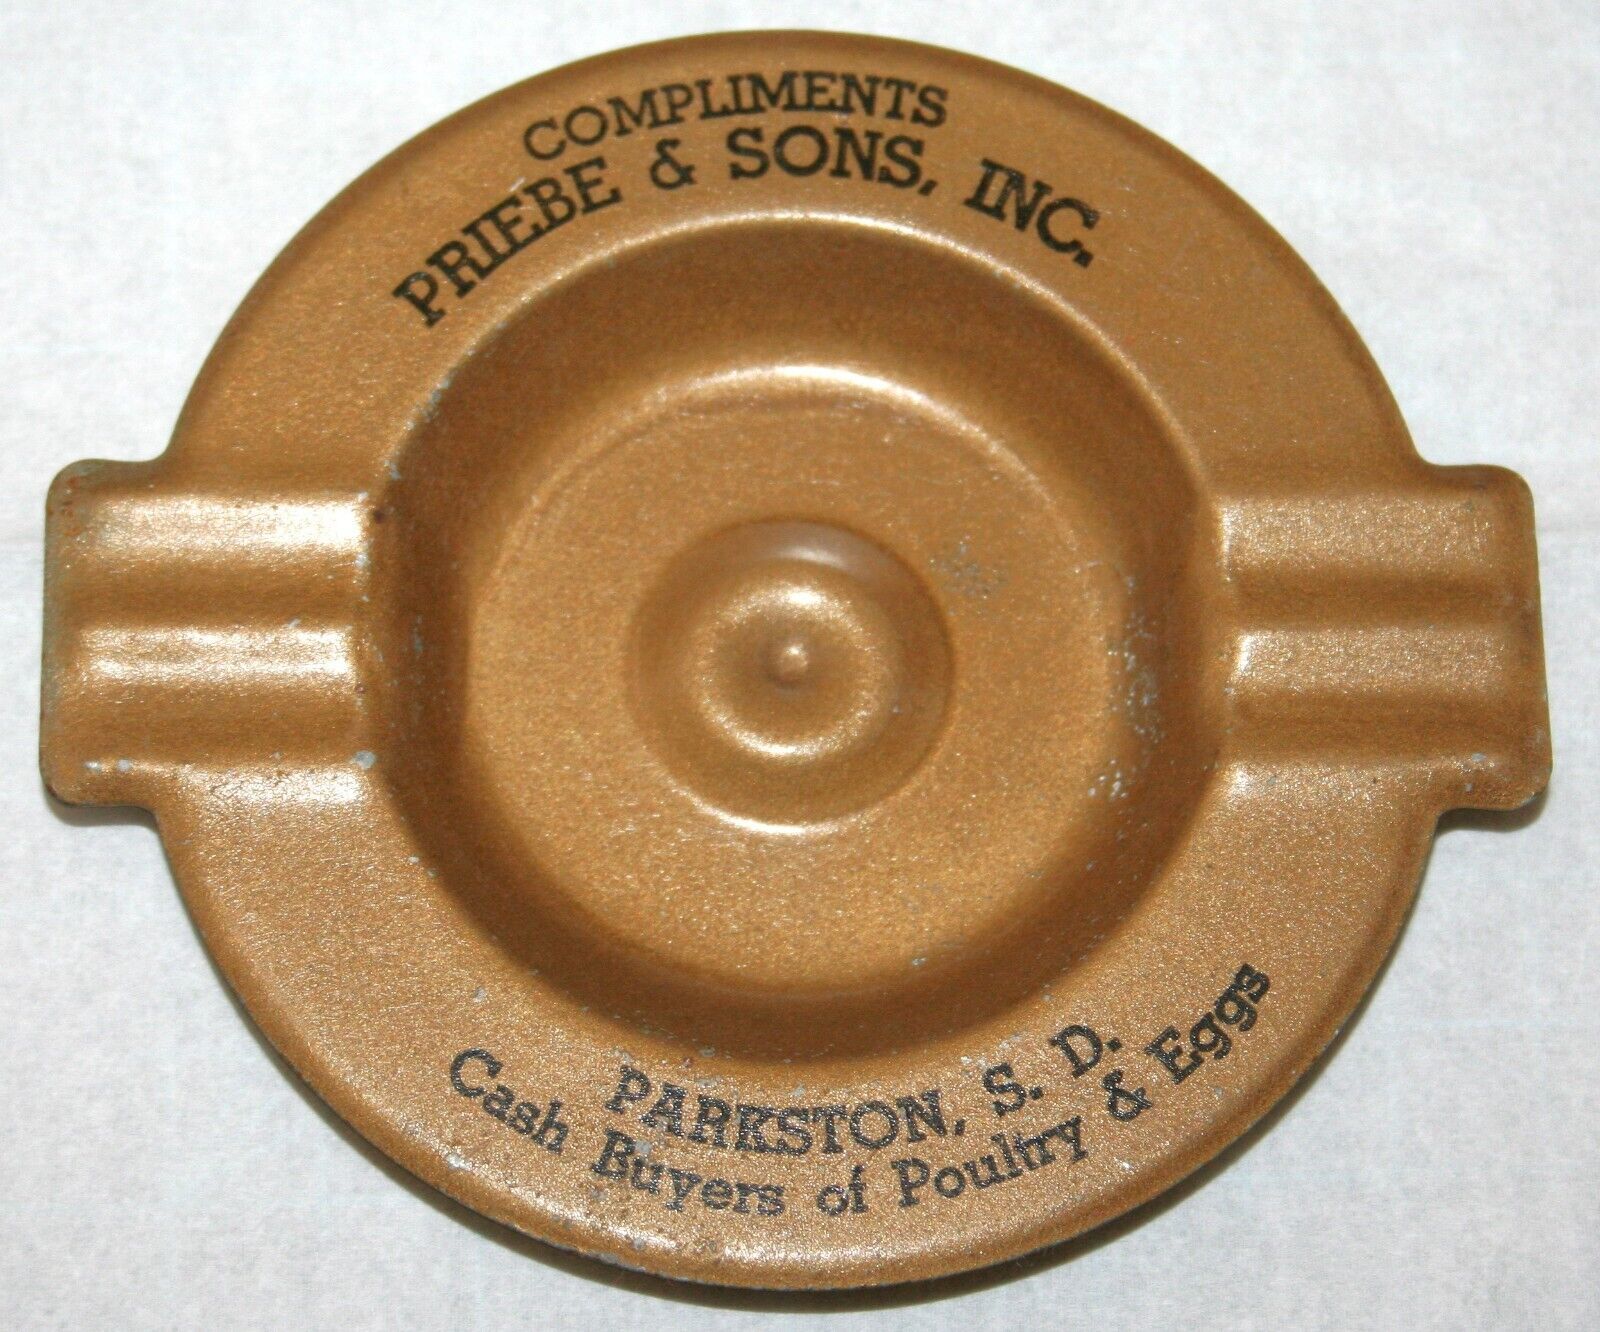 COMPLIMENTS
PRIEBE & SONS, INC.
PARKSTON, S. D.
Cash Buyers of Poultry & Eggs